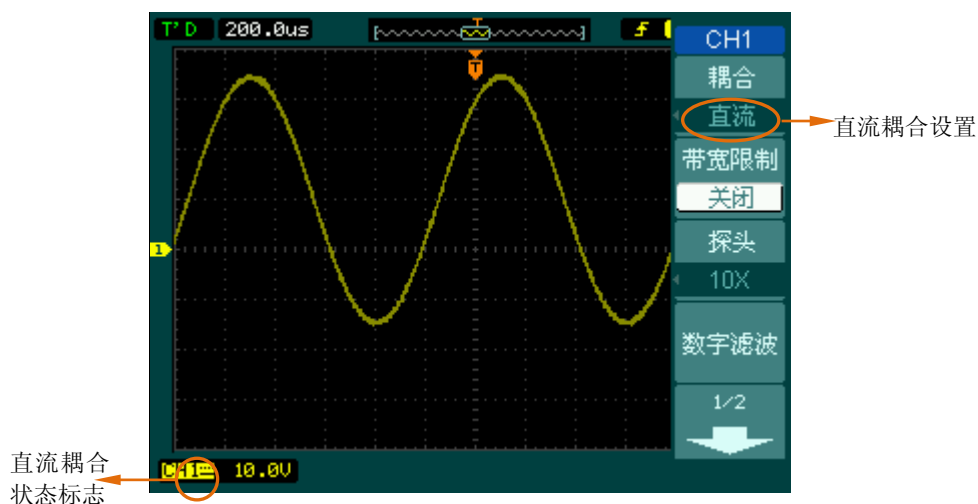 T'D 200.0us
T
CH1
耦合
直流
直流耦合设置
带宽限制
关闭
T
1
探头
10X
数字滤波
1/2
直流耦合
状态标志
CH1 10.0V